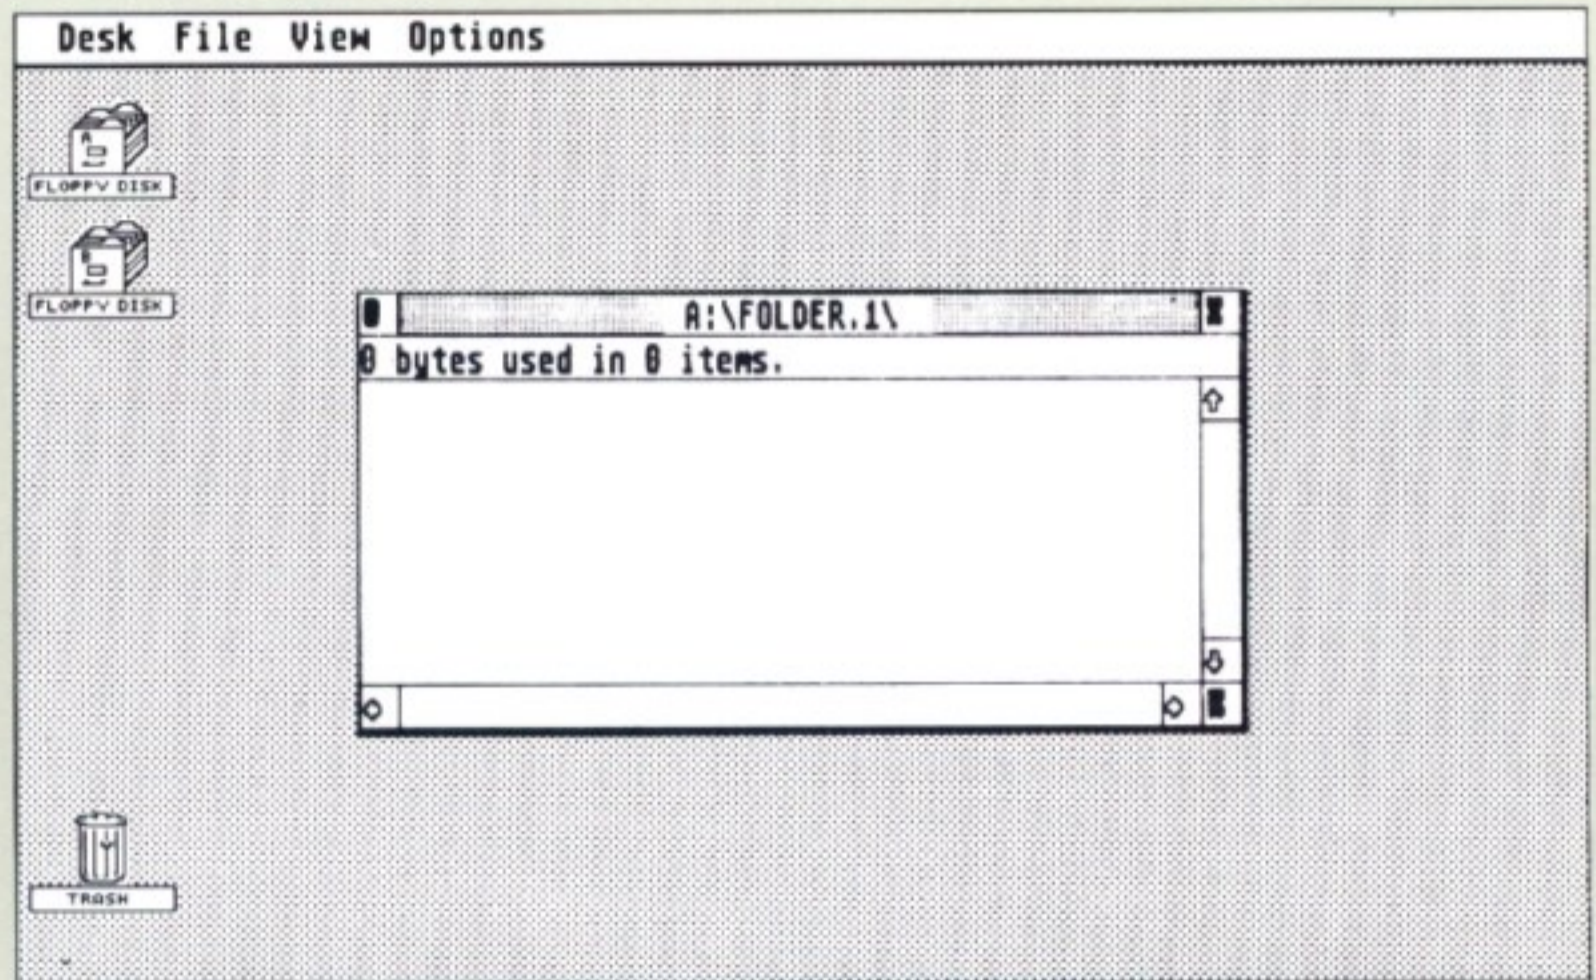 Desk File View Options
A
FLOPPY DISK
B
FLOPPY DISK
A:\FOLDER.1\
0 bytes used in 0 items.
TRASH